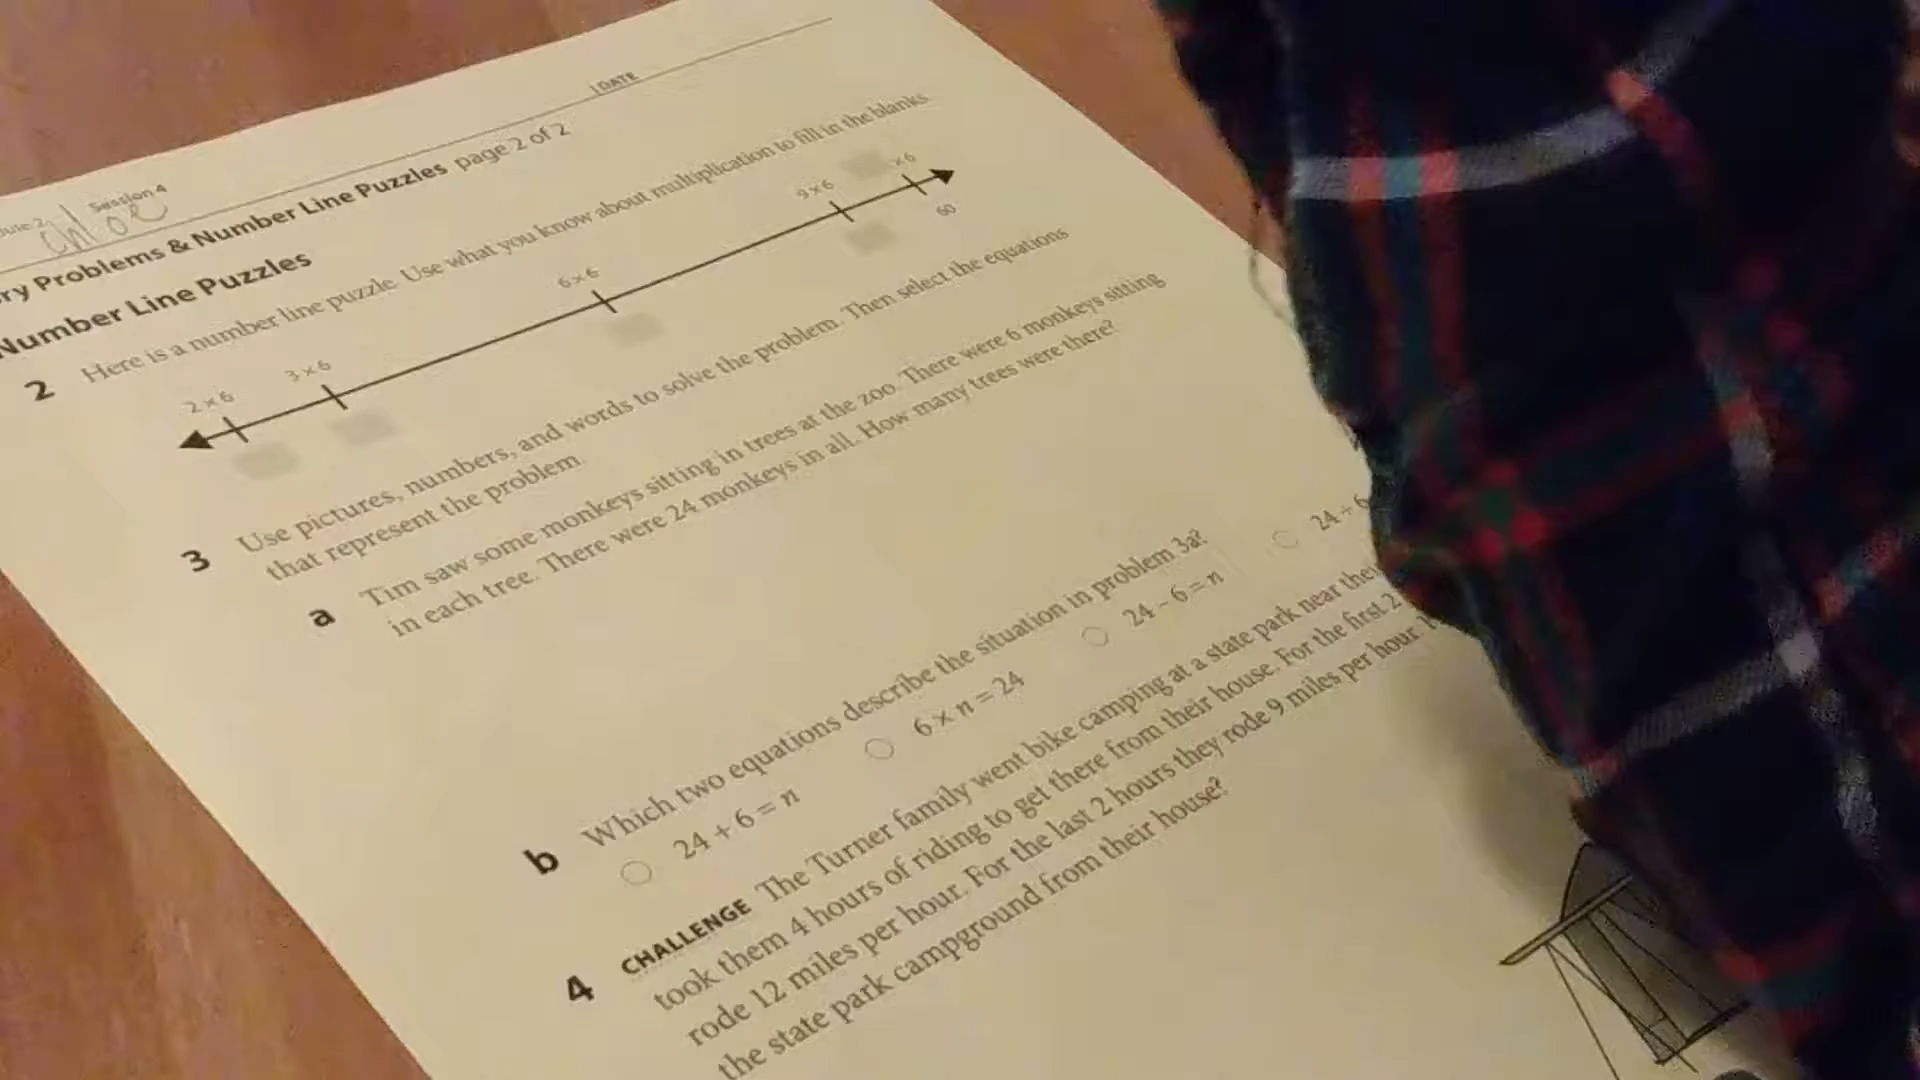 Session 4
Chloe
DATE
Problems & Number Line Puzzles page 2 of 2
Number Line Puzzles
2 Here is a number line puzzle. Use what you know about multiplication to fill in the blanks.
2 × 6 3 × 6 6 × 6 9 × 6 × 6
60
3 Use pictures, numbers, and words to solve the problem. Then select the equations
that represent the problem.
a Tim saw some monkeys sitting in trees at the zoo. There were 6 monkeys sitting
in each tree. There were 24 monkeys in all. How many trees were there?
b Which two equations describe the situation in problem 3a?
24 + 6 = n 6 × n = 24 24 – 6 = n 24 ÷ 6
4 CHALLENGE The Turner family went bike camping at a state park near
took them 4 hours of riding to get there from their house. For the first 2
rode 12 miles per hour. For the last 2 hours they rode 9 miles per hour.
the state park campground from their house?